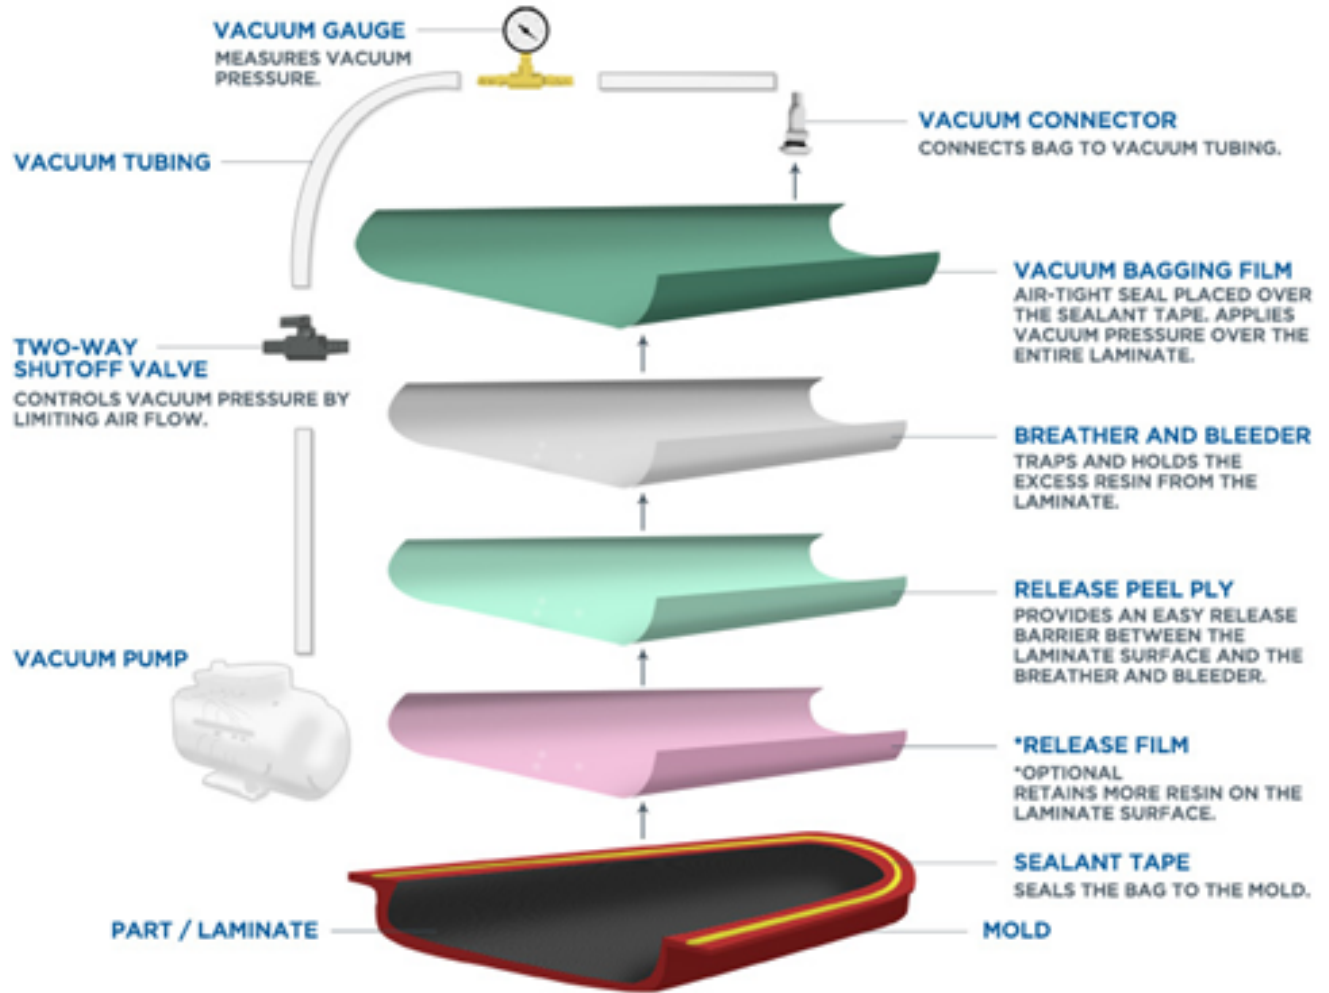 VACUUM GAUGE
MEASURES VACUUM
PRESSURE.
VACUUM CONNECTOR
CONNECTS BAG TO VACUUM TUBING.
VACUUM TUBING
VACUUM BAGGING FILM
AIR-TIGHT SEAL PLACED OVER
THE SEALANT TAPE. APPLIES
VACUUM PRESSURE OVER THE
ENTIRE LAMINATE.
TWO-WAY
SHUTOFF VALVE
CONTROLS VACUUM PRESSURE BY
LIMITING AIR FLOW.
BREATHER AND BLEEDER
TRAPS AND HOLDS THE
EXCESS RESIN FROM THE
LAMINATE.
RELEASE PEEL PLY
PROVIDES AN EASY RELEASE
BARRIER BETWEEN THE
LAMINATE SURFACE AND THE
BREATHER AND BLEEDER.
VACUUM PUMP
*RELEASE FILM
*OPTIONAL
RETAINS MORE RESIN ON THE
LAMINATE SURFACE.
SEALANT TAPE
SEALS THE BAG TO THE MOLD.
PART / LAMINATE
MOLD